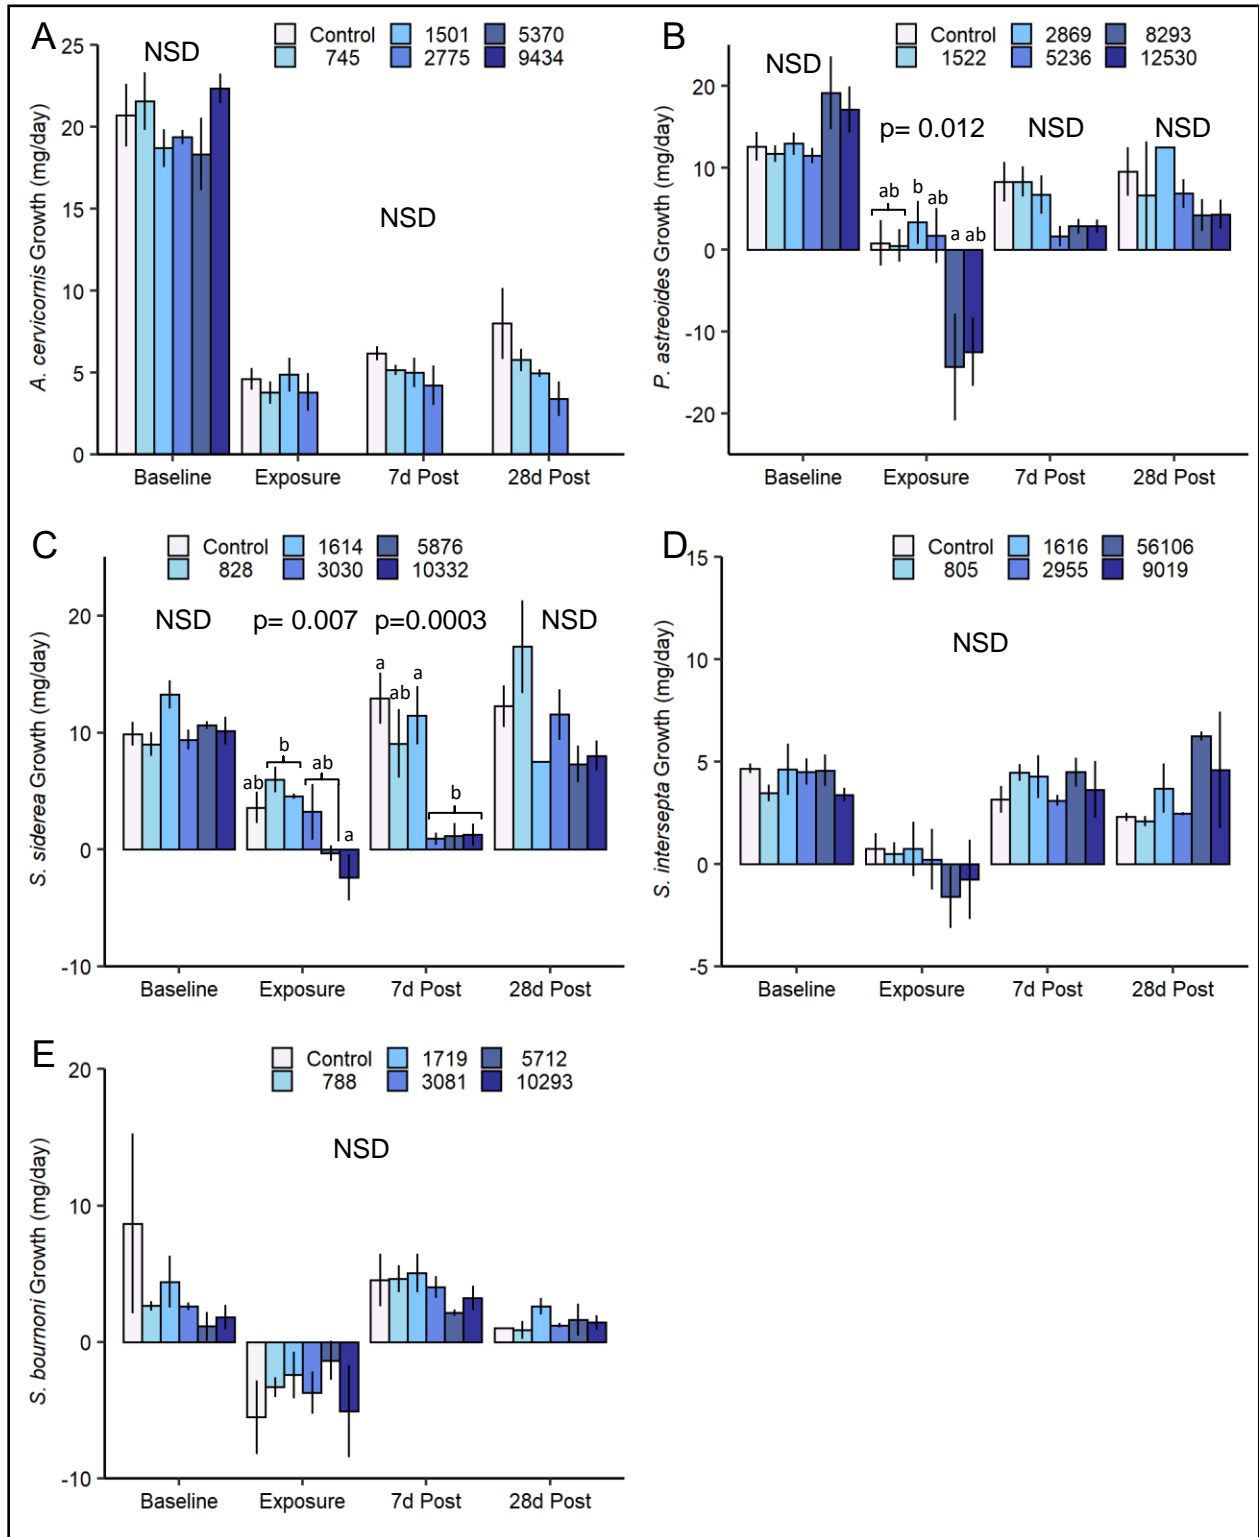 A
Control 1501 5370
745 2775 9434
NSD
NSD
A. cervicornis Growth (mg/day)
25
20
15
10
5
0
Baseline Exposure 7d Post 28d Post
B
Control 2869 8293
1522 5236 12530
NSD
p= 0.012
NSD
NSD
ab
b
ab
a
ab
P. astreoides Growth (mg/day)
20
10
0
-10
-20
Baseline Exposure 7d Post 28d Post
C
Control 1614 5876
828 3030 10332
NSD
p= 0.007
p=0.0003
NSD
ab
b
ab
a
a
ab
a
b
S. siderea Growth (mg/day)
20
10
0
-10
Baseline Exposure 7d Post 28d Post
D
Control 1616 56106
805 2955 9019
NSD
S. intersepta Growth (mg/day)
15
10
5
0
-5
Baseline Exposure 7d Post 28d Post
E
Control 1719 5712
788 3081 10293
NSD
S. bournoni Growth (mg/day)
20
10
0
-10
Baseline Exposure 7d Post 28d Post